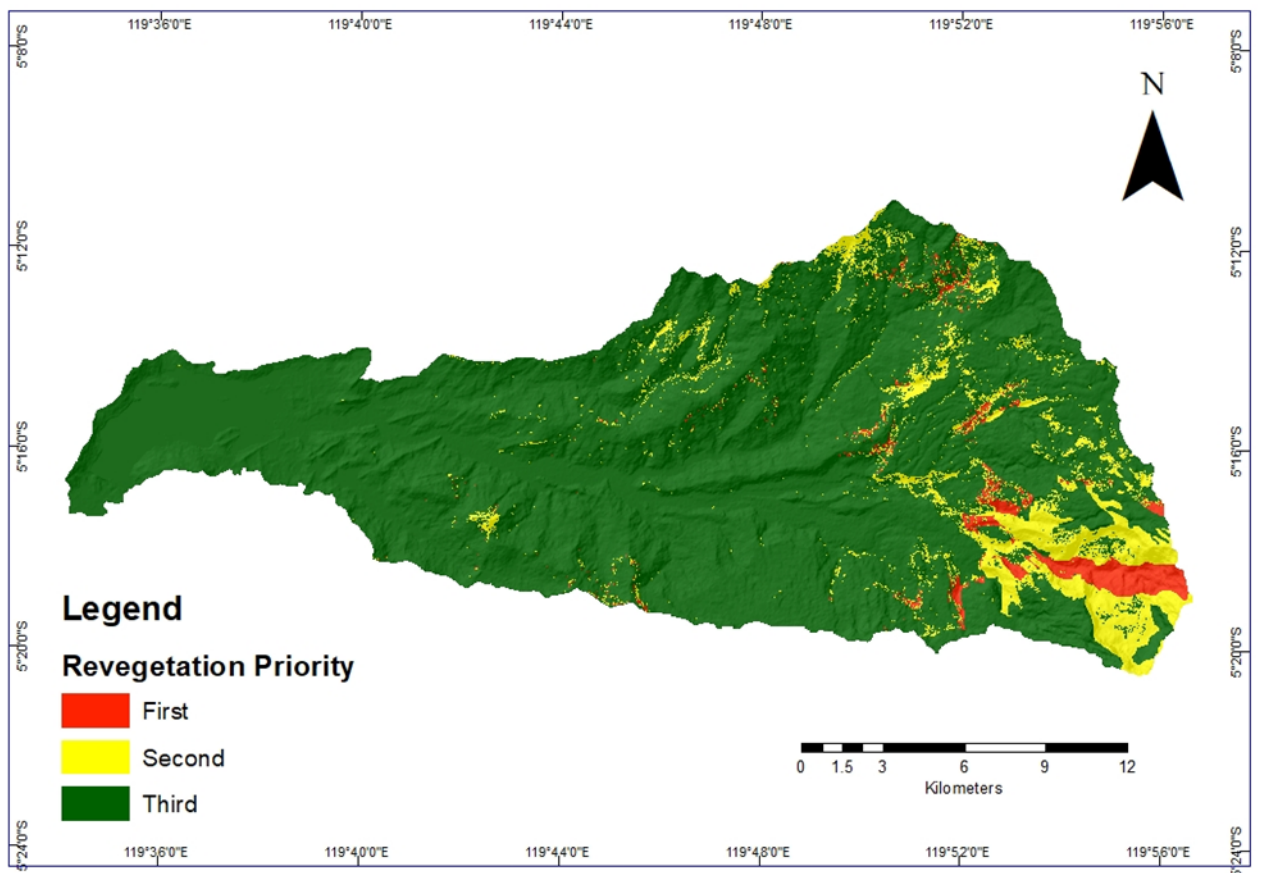 119°36'0"E 119°40'0"E 119°44'0"E 119°48'0"E 119°52'0"E 119°56'0"E
5°8'0"S 5°8'0"S
N
5°12'0"S 5°12'0"S
5°16'0"S 5°16'0"S
Legend
5°20'0"S 5°20'0"S
Revegetation Priority
First
Second
Third
0 1.5 3 6 9 12
Kilometers
5°24'0"S 5°24'0"S
119°36'0"E 119°40'0"E 119°44'0"E 119°48'0"E 119°52'0"E 119°56'0"E